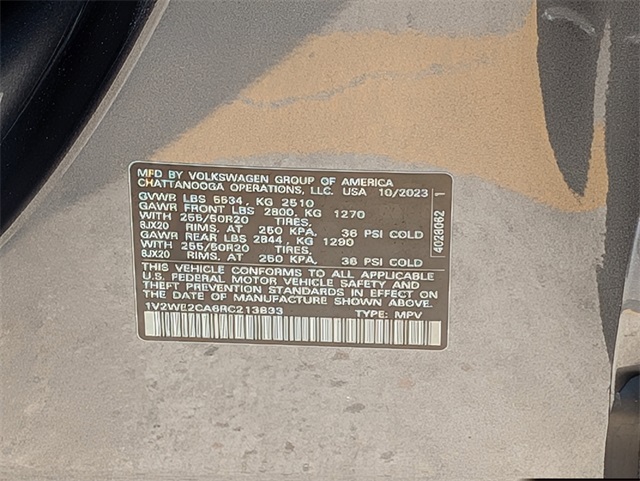 MFD BY VOLKSWAGEN GROUP OF AMERICA
CHATTANOOGA OPERATIONS, LLC. USA 10/2023
GVWR LBS 5534, KG 2510
GAWR FRONT LBS 2800, KG 1270
WITH 255/50R20 TIRES,
8JX20 RIMS, AT 250 KPA, 36 PSI COLD
GAWR REAR LBS 2844, KG 1290
WITH 255/50R20 TIRES,
8JX20 RIMS, AT 250 KPA, 36 PSI COLD
THIS VEHICLE CONFORMS TO ALL APPLICABLE
U.S. FEDERAL MOTOR VEHICLE SAFETY AND
THEFT PREVENTION STANDARDS IN EFFECT ON
THE DATE OF MANUFACTURE SHOWN ABOVE.
1V2WE2CA6RC213633 TYPE: MPV
4028062 1